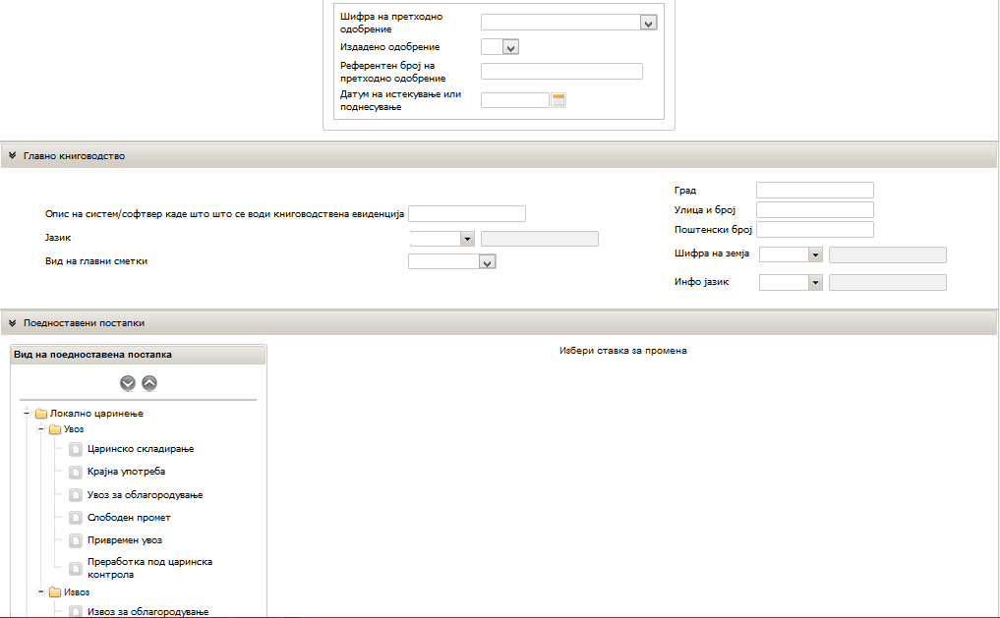 Шифра на претходно
одобрение
Издадено одобрение
Референтен број на
претходно одобрение
Датум на истекување или
поднесување
Главно книговодство
Опис на систем/софтвер каде што што се води книговодствена евиденција
Јазик
Вид на главни сметки
Град
Улица и број
Поштенски број
Шифра на земја
Инфо јазик
Поедноставени постапки
Вид на поедноставена постапка
Избери ставка за промена
Локално царинење
Увоз
Царинско складирање
Крајна употреба
Увоз за облагородување
Слободен промет
Привремен увоз
Преработка под царинска
контрола
Извоз
Извоз за облагородување